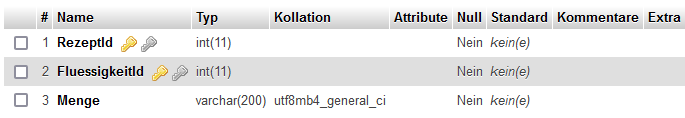 # Name Typ Kollation Attribute Null Standard Kommentare Extra
1 RezeptId int(11) Nein kein(e)
2 FluessigkeitId int(11) Nein kein(e)
3 Menge varchar(200) utf8mb4_general_ci Nein kein(e)